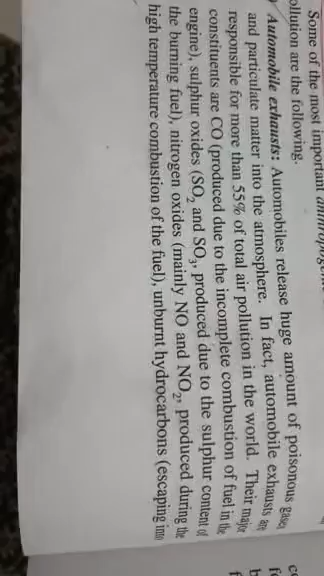 Some of the most important
ollution are the following.
Automobile exhausts: Automobiles release huge amount of poisonous gases
and particulate matter into the atmosphere. In fact, automobile exhausts are
responsible for more than 55% of total air pollution in the world. Their major
constituents are CO (produced due to the incomplete combustion of fuel in the
engine), sulphur oxides (SO₂ and SO₃, produced due to the sulphur content of
the burning fuel), nitrogen oxides (mainly NO and NO₂, produced during the
high temperature combustion of the fuel), unburnt hydrocarbons (escaping into